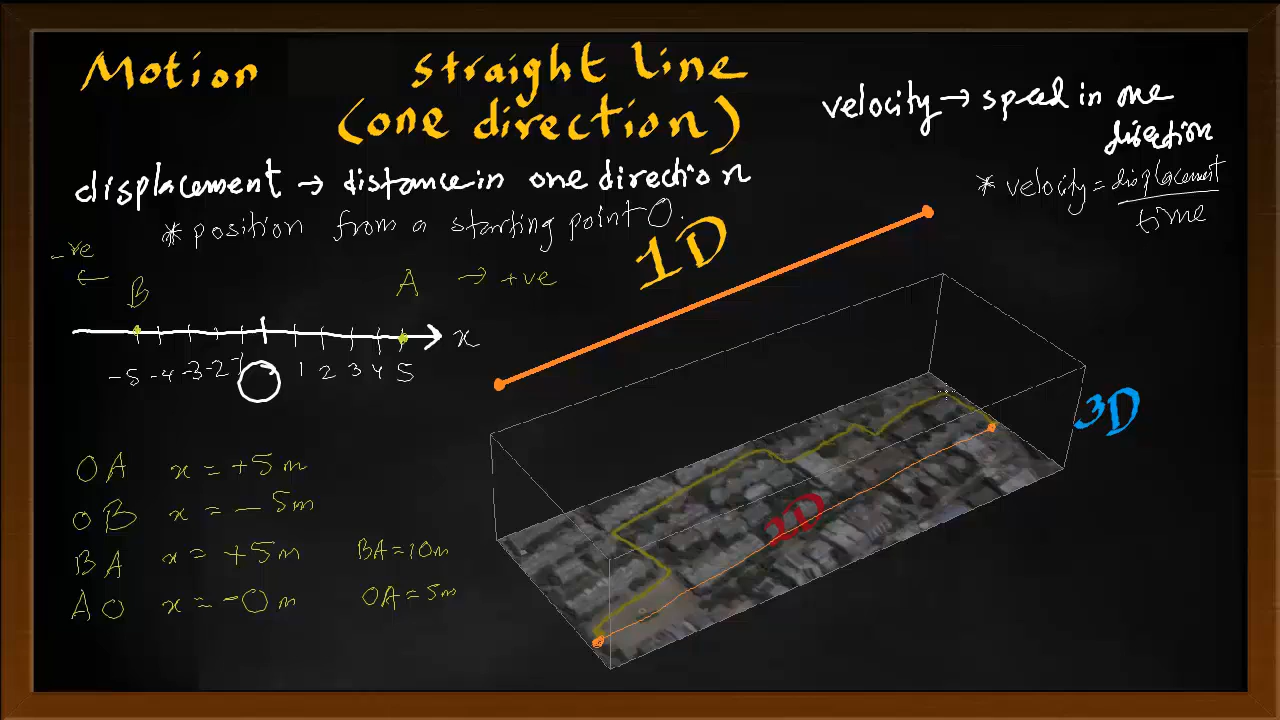 Motion
straight line
(one direction)
velocity → speed in one
direction
displacement → distance in one direction
* velocity = displacement
time
* position from a starting point O.
1D
-ve
←
B
A → +ve
x
-5 -4 -3 -2 1 O 1 2 3 4 5
3D
OA x = +5m
OB x = -5m
BA x = +5m BA = 10m
AO x = -0m OA = 5m
2D